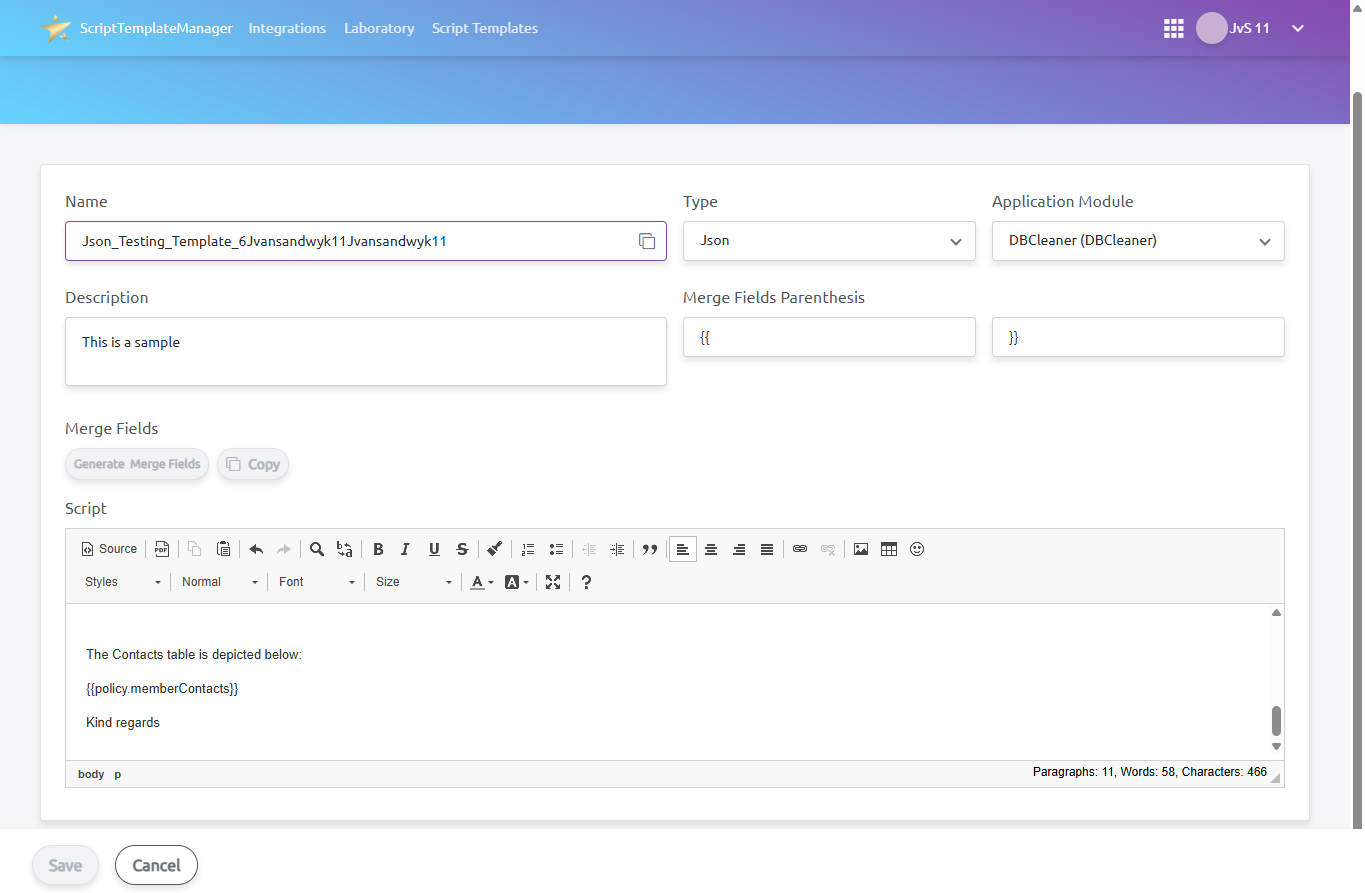 ScriptTemplateManager Integrations Laboratory Script Templates JvS 11
Name Type Application Module
Json_Testing_Template_6Jvansandwyk11Jvansandwyk11 Json DBCleaner (DBCleaner)
Description Merge Fields Parenthesis
This is a sample {{ }}
Merge Fields
Generate Merge Fields Copy
Script
Source PDF
Styles Normal Font Size A A ?
The Contacts table is depicted below:
{{policy.memberContacts}}
Kind regards
body p Paragraphs: 11, Words: 58, Characters: 466
Save Cancel